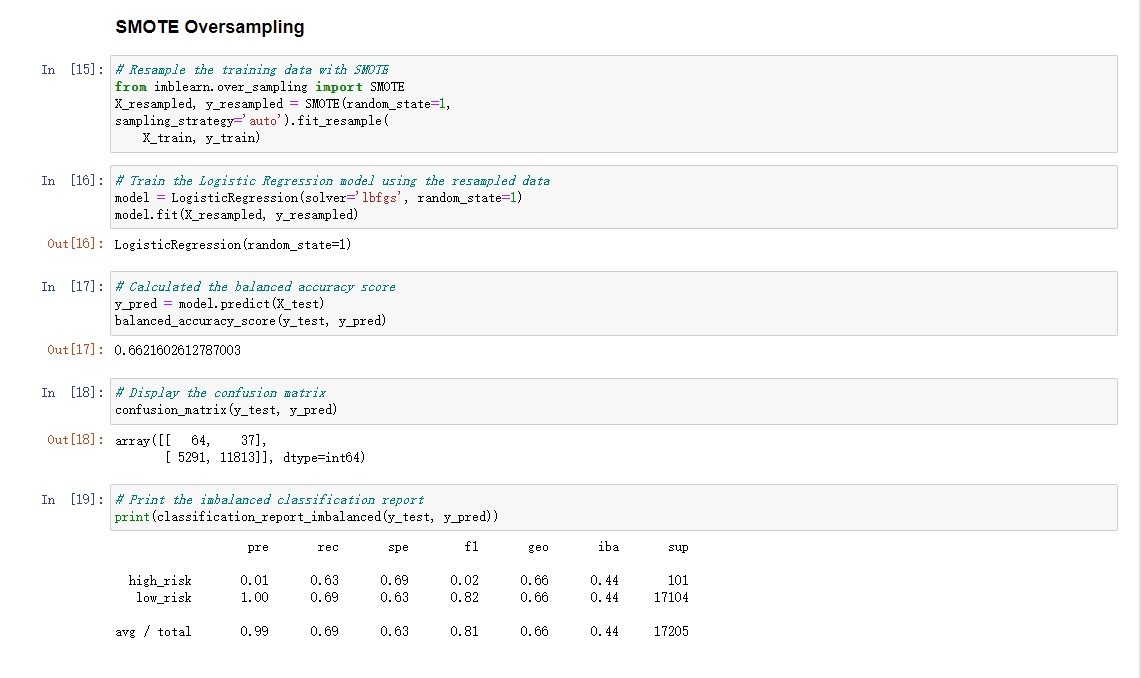 SMOTE Oversampling
In [15]: # Resample the training data with SMOTE
from imblearn.over_sampling import SMOTE
X_resampled, y_resampled = SMOTE(random_state=1,
sampling_strategy='auto').fit_resample(
X_train, y_train)
In [16]: # Train the Logistic Regression model using the resampled data
model = LogisticRegression(solver='lbfgs', random_state=1)
model.fit(X_resampled, y_resampled)
Out[16]: LogisticRegression(random_state=1)
In [17]: # Calculated the balanced accuracy score
y_pred = model.predict(X_test)
balanced_accuracy_score(y_test, y_pred)
Out[17]: 0.6621602612787003
In [18]: # Display the confusion matrix
confusion_matrix(y_test, y_pred)
Out[18]: array([[ 64, 37],
[ 5291, 11813]], dtype=int64)
In [19]: # Print the imbalanced classification report
print(classification_report_imbalanced(y_test, y_pred))
pre rec spe f1 geo iba sup
high_risk 0.01 0.63 0.69 0.02 0.66 0.44 101
low_risk 1.00 0.69 0.63 0.82 0.66 0.44 17104
avg / total 0.99 0.69 0.63 0.81 0.66 0.44 17205